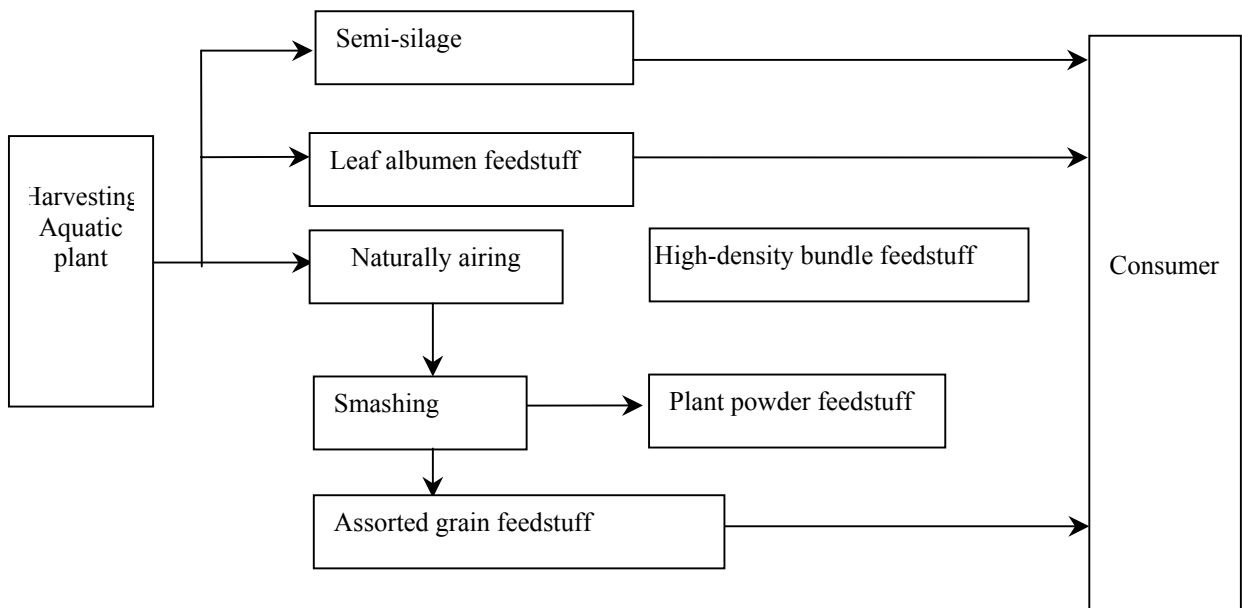 Semi-silage
Leaf albumen feedstuff
Harvesting
Aquatic
plant
Naturally airing
High-density bundle feedstuff
Consumer
Smashing
Plant powder feedstuff
Assorted grain feedstuff